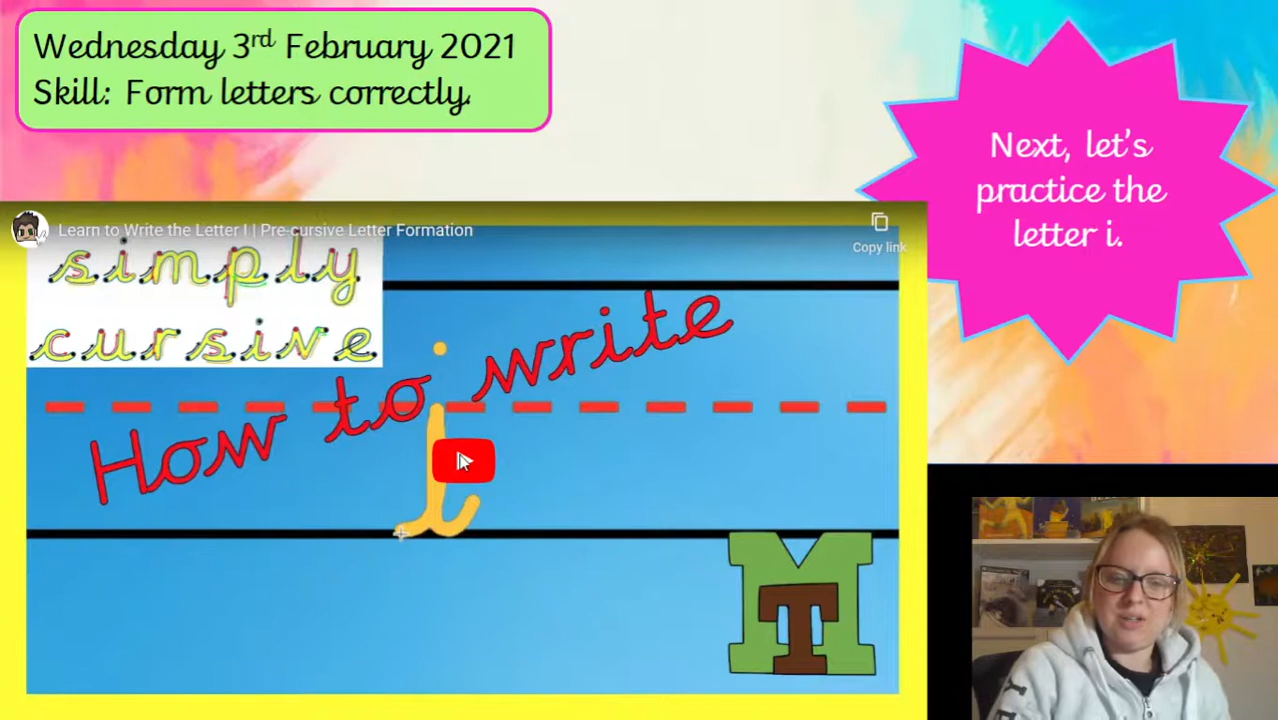 Wednesday 3rd February 2021
Skill: Form letters correctly.
Next, let's
practice the
letter i.
Learn to Write the Letter I | Pre-cursive Letter Formation
Copy link
simply
cursive
How to write
i
MT